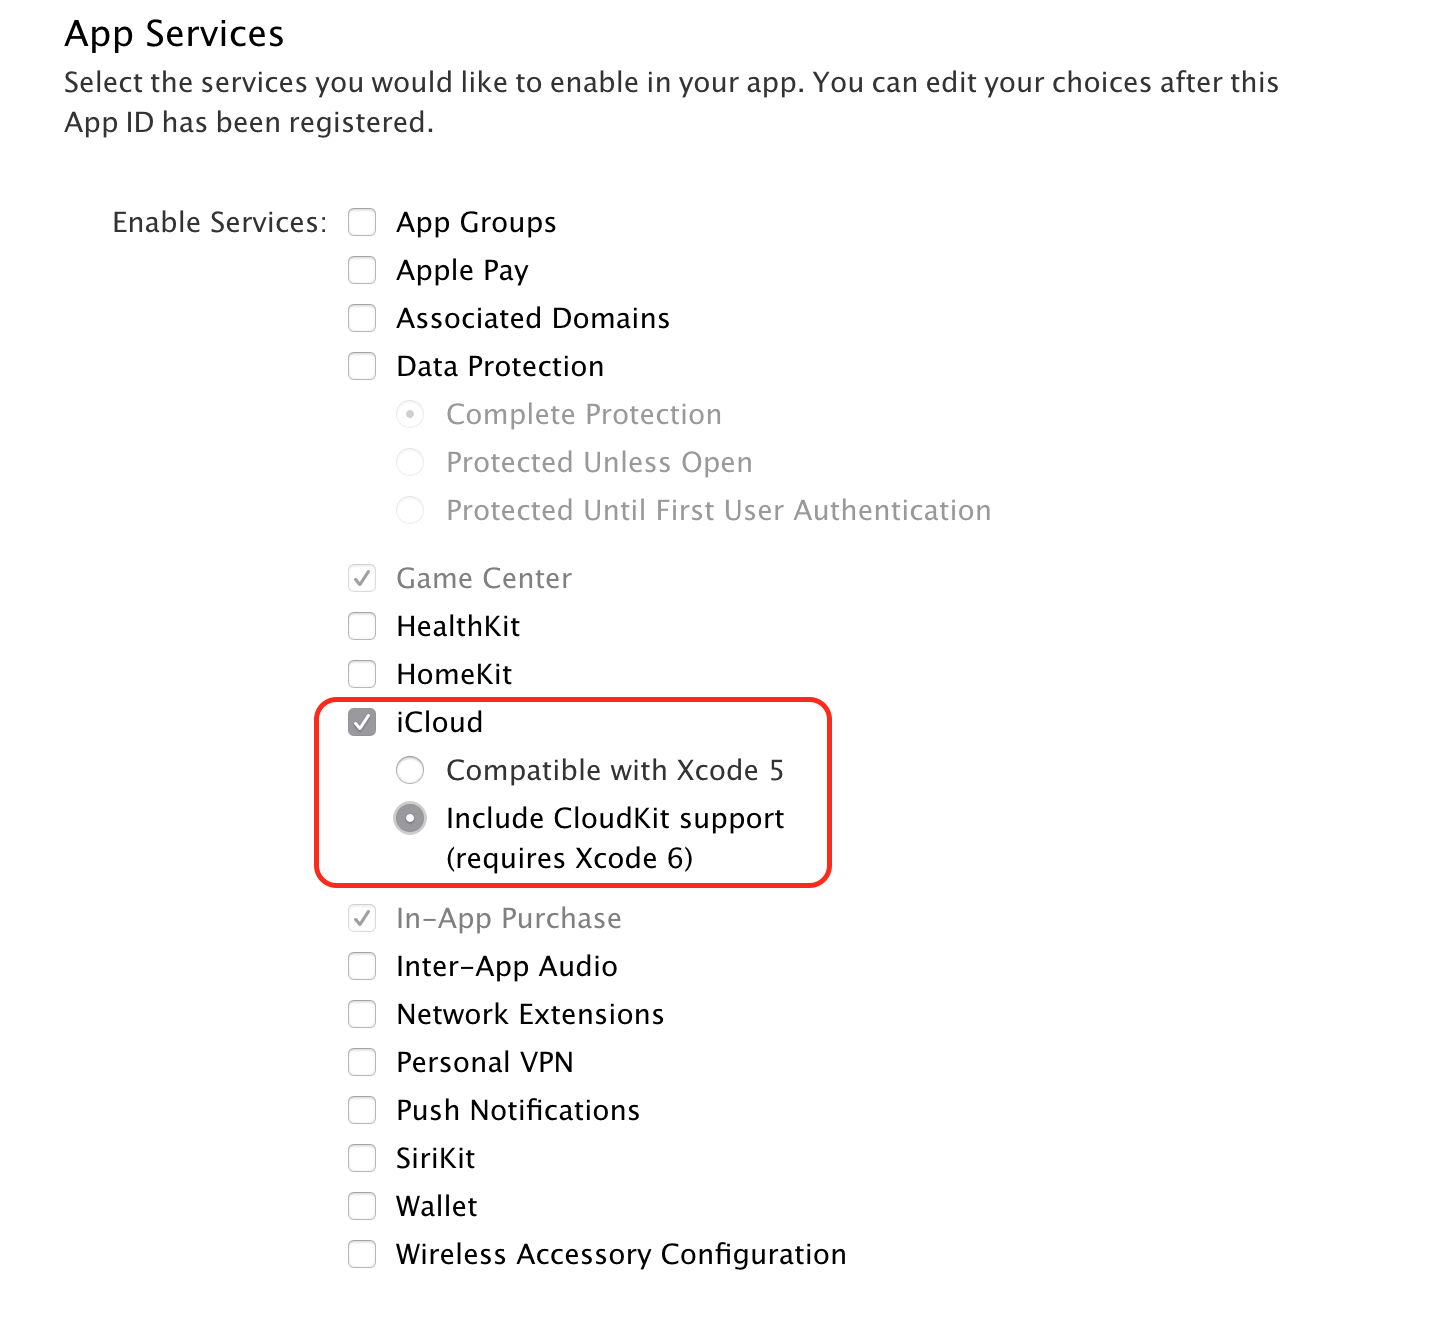 App Services
Select the services you would like to enable in your app. You can edit your choices after this
App ID has been registered.
Enable Services: App Groups
Apple Pay
Associated Domains
Data Protection
Complete Protection
Protected Unless Open
Protected Until First User Authentication
Game Center
HealthKit
HomeKit
iCloud
Compatible with Xcode 5
Include CloudKit support
(requires Xcode 6)
In-App Purchase
Inter-App Audio
Network Extensions
Personal VPN
Push Notifications
SiriKit
Wallet
Wireless Accessory Configuration